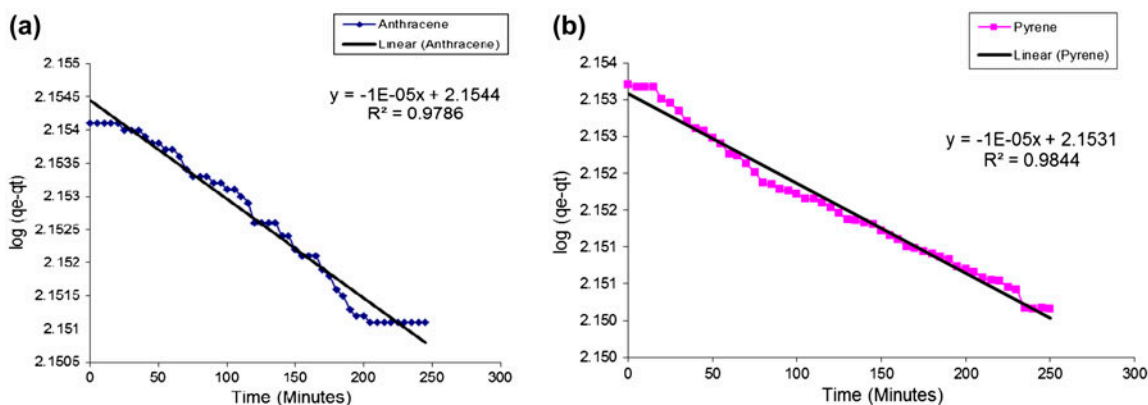 (a)
Anthracene
Linear (Anthracene)
y = -1E-05x + 2.1544
R² = 0.9786
log (qe-qt)
2.155
2.1545
2.154
2.1535
2.153
2.1525
2.152
2.1515
2.151
2.1505
0 50 100 150 200 250 300
Time (Minutes)
(b)
Pyrene
Linear (Pyrene)
y = -1E-05x + 2.1531
R² = 0.9844
log (qe-qt)
2.154
2.153
2.153
2.152
2.152
2.151
2.151
2.150
2.150
0 50 100 150 200 250 300
Time (Minutes)